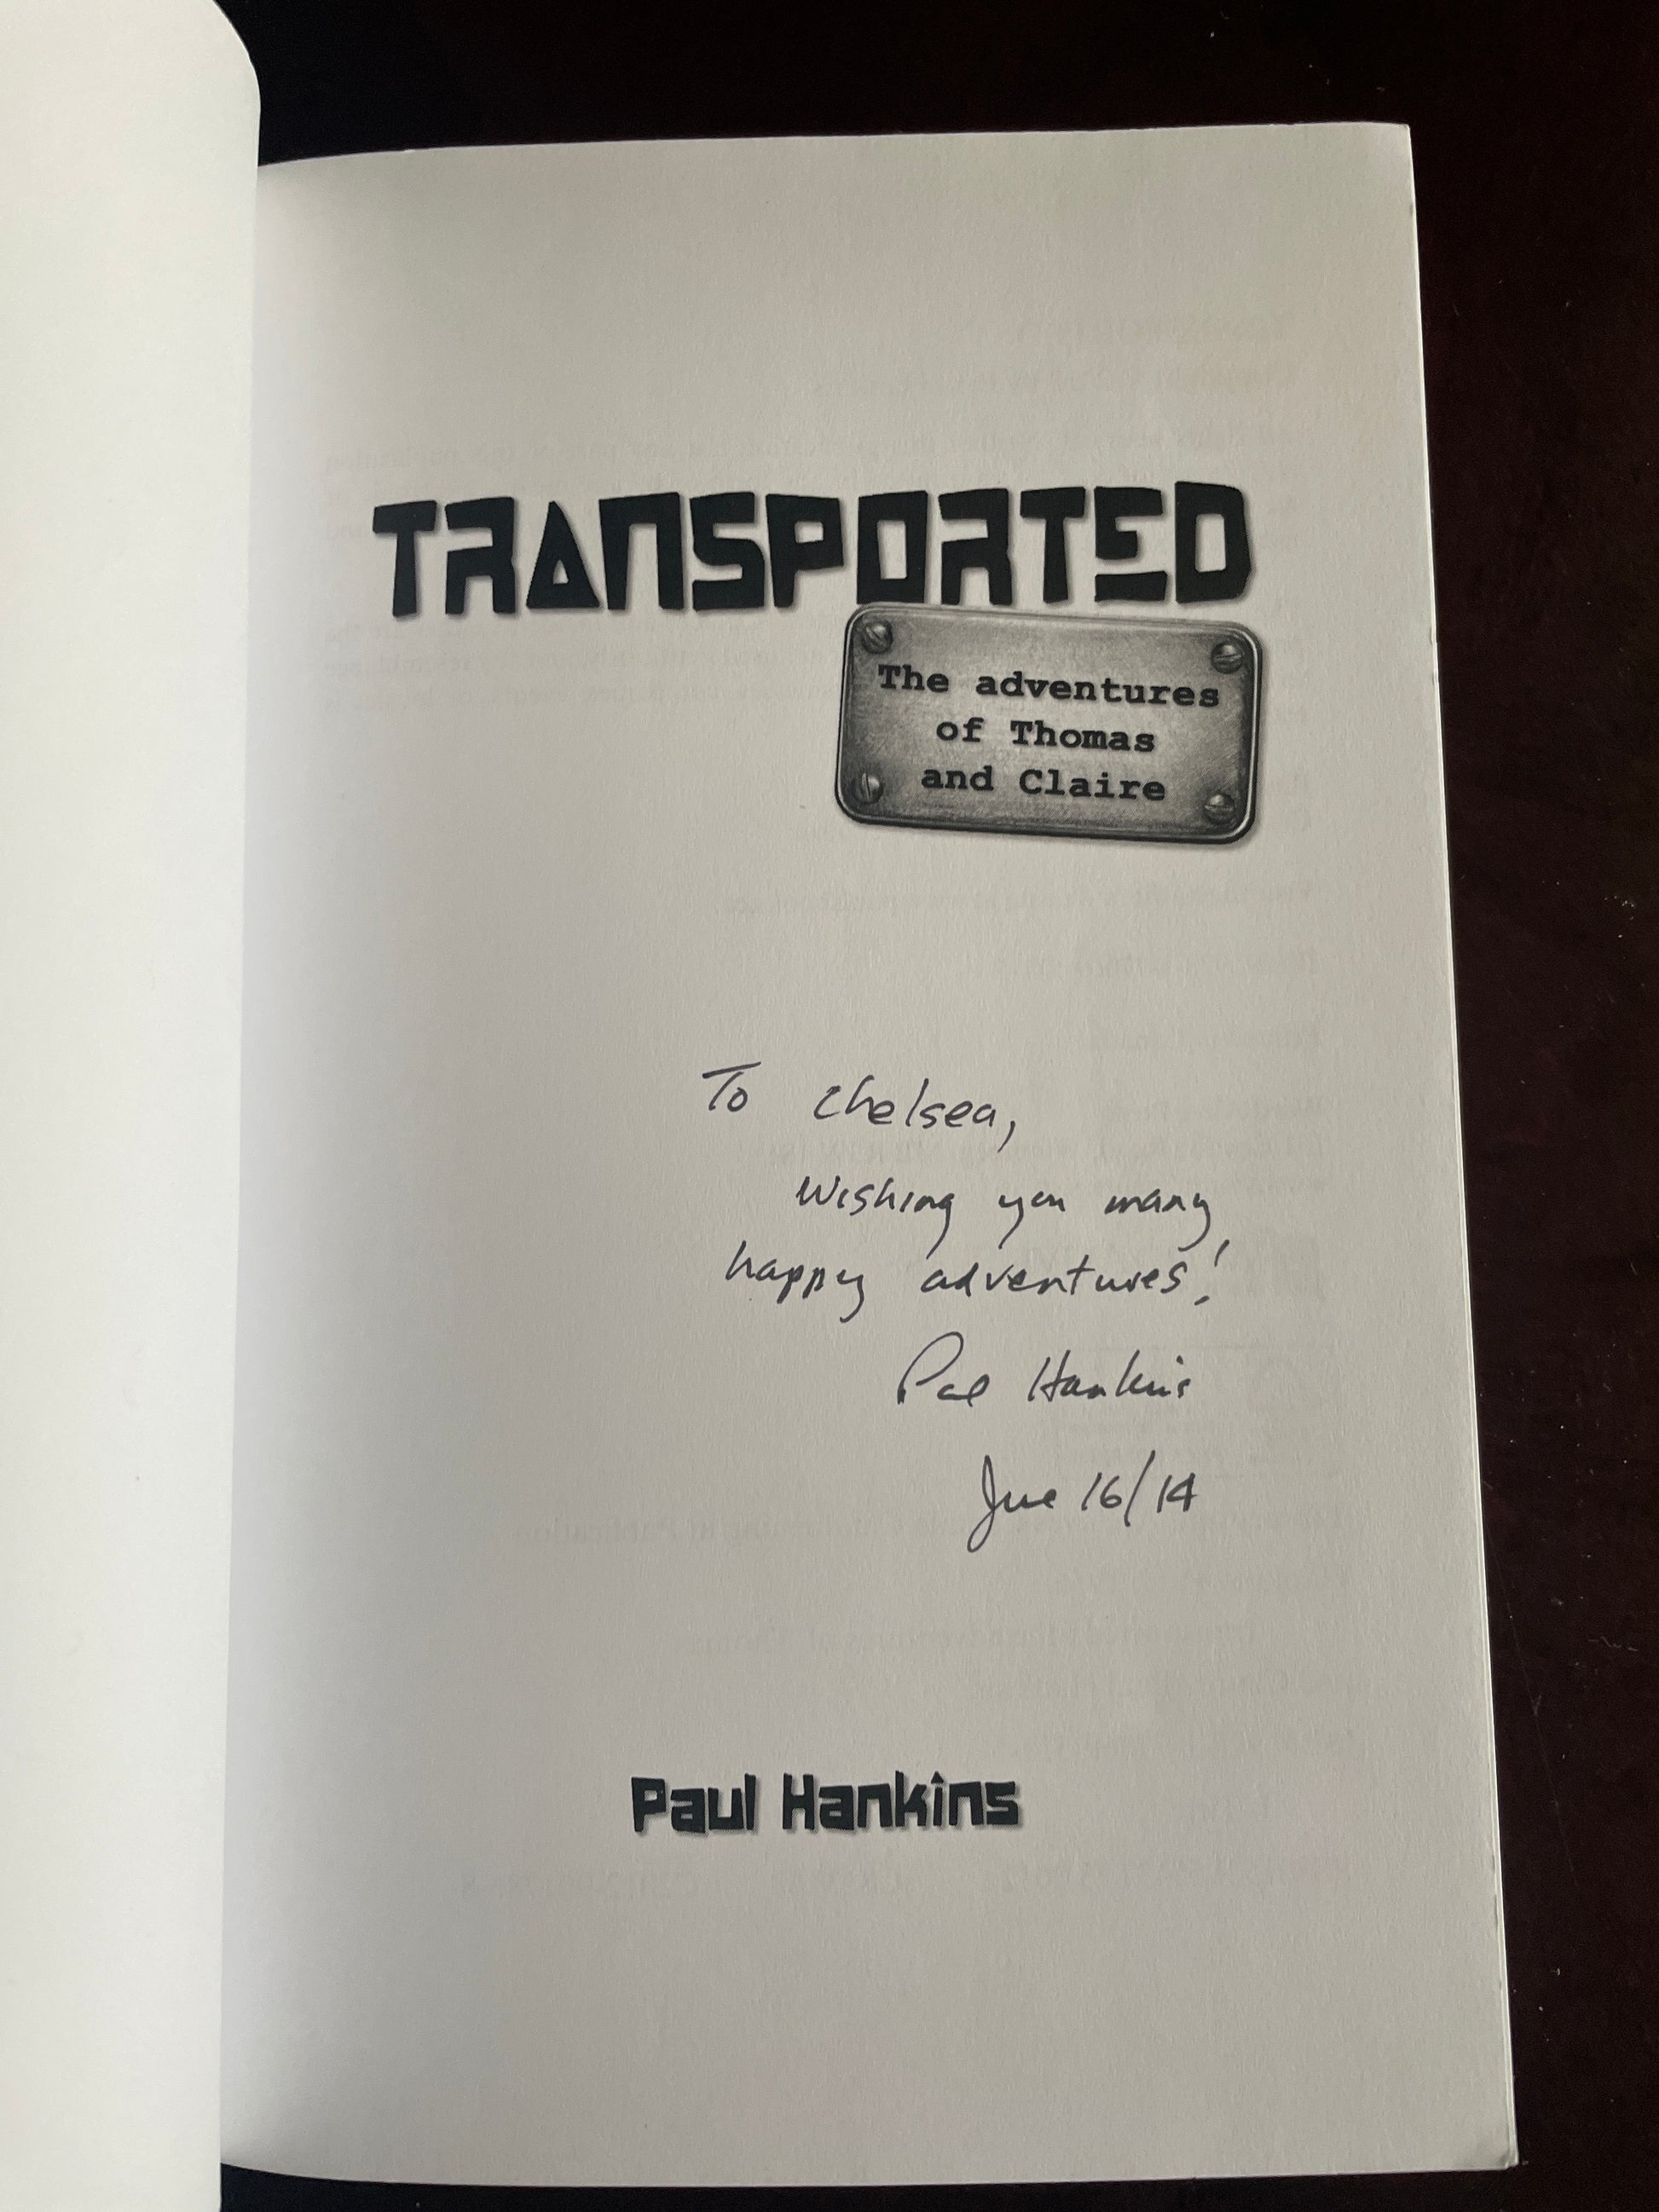 TRANSPORTED
The adventures
of Thomas
and Claire
To Chelsea,
Wishing you many
happy adventures!
Paul Hankins
June 16/14
Paul Hankins